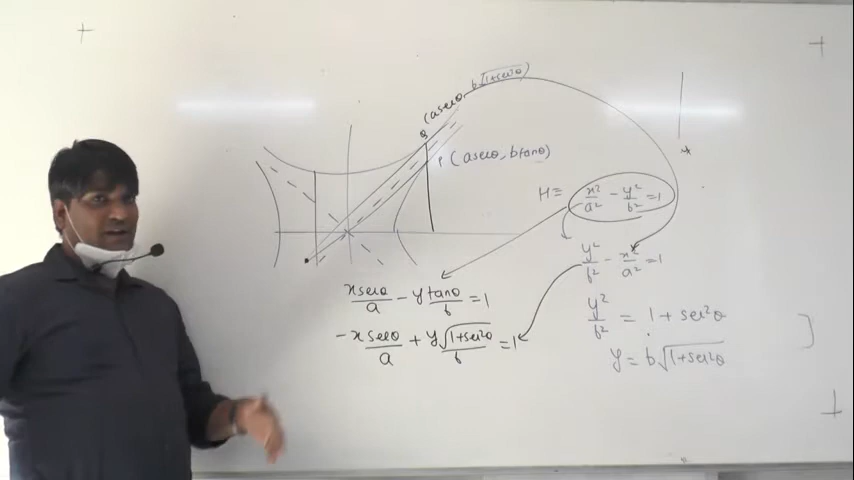 Q (a secθ, b√(1+sec²θ))
P (a secθ, b tanθ)
H ≡ x²/a² - y²/b² = 1
y²/b² - x²/a² = 1
x secθ/a - y tanθ/b = 1
y²/b² = 1 + sec²θ
-x secθ/a + y√(1+sec²θ)/b = 1
y = b√(1+sec²θ)